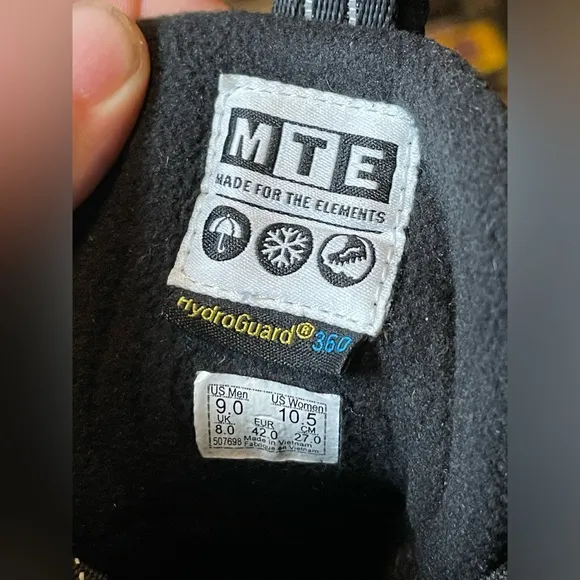 MTE
MADE FOR THE ELEMENTS
HydroGuard® 360
US Men US Women
9.0 10.5
UK EUR CM
8.0 42.0 27.0
507698 Made in Vietnam
Fabriqué en Vietnam